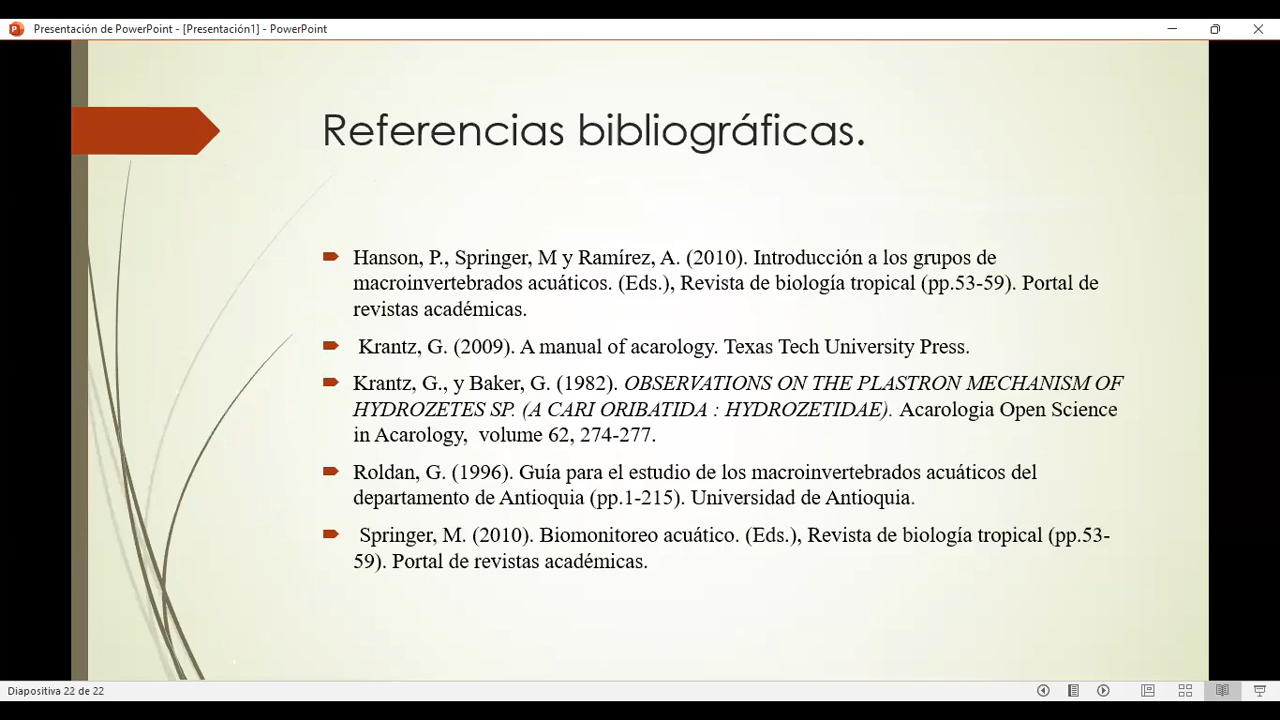 Presentación de PowerPoint - [Presentación1] - PowerPoint
Referencias bibliográficas.
Hanson, P., Springer, M y Ramírez, A. (2010). Introducción a los grupos de
macroinvertebrados acuáticos. (Eds.), Revista de biología tropical (pp.53-59). Portal de
revistas académicas.
Krantz, G. (2009). A manual of acarology. Texas Tech University Press.
Krantz, G., y Baker, G. (1982). OBSERVATIONS ON THE PLASTRON MECHANISM OF
HYDROZETES SP. (A CARI ORIBATIDA : HYDROZETIDAE). Acarologia Open Science
in Acarology,  volume 62, 274-277.
Roldan, G. (1996). Guía para el estudio de los macroinvertebrados acuáticos del
departamento de Antioquia (pp.1-215). Universidad de Antioquia.
Springer, M. (2010). Biomonitoreo acuático. (Eds.), Revista de biología tropical (pp.53-
59). Portal de revistas académicas.
Diapositiva 22 de 22